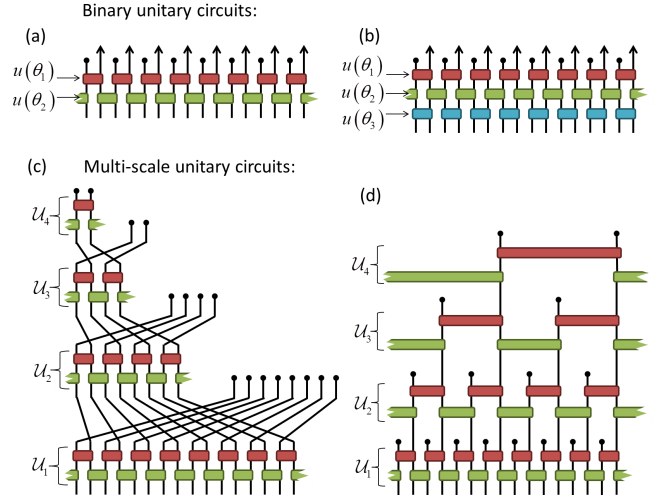 Binary unitary circuits:
(a)
u(θ₁)
u(θ₂)
(b)
u(θ₁)
u(θ₂)
u(θ₃)
(c) Multi-scale unitary circuits:
𝒰₄
𝒰₃
𝒰₂
𝒰₁
(d)
𝒰₄
𝒰₃
𝒰₂
𝒰₁